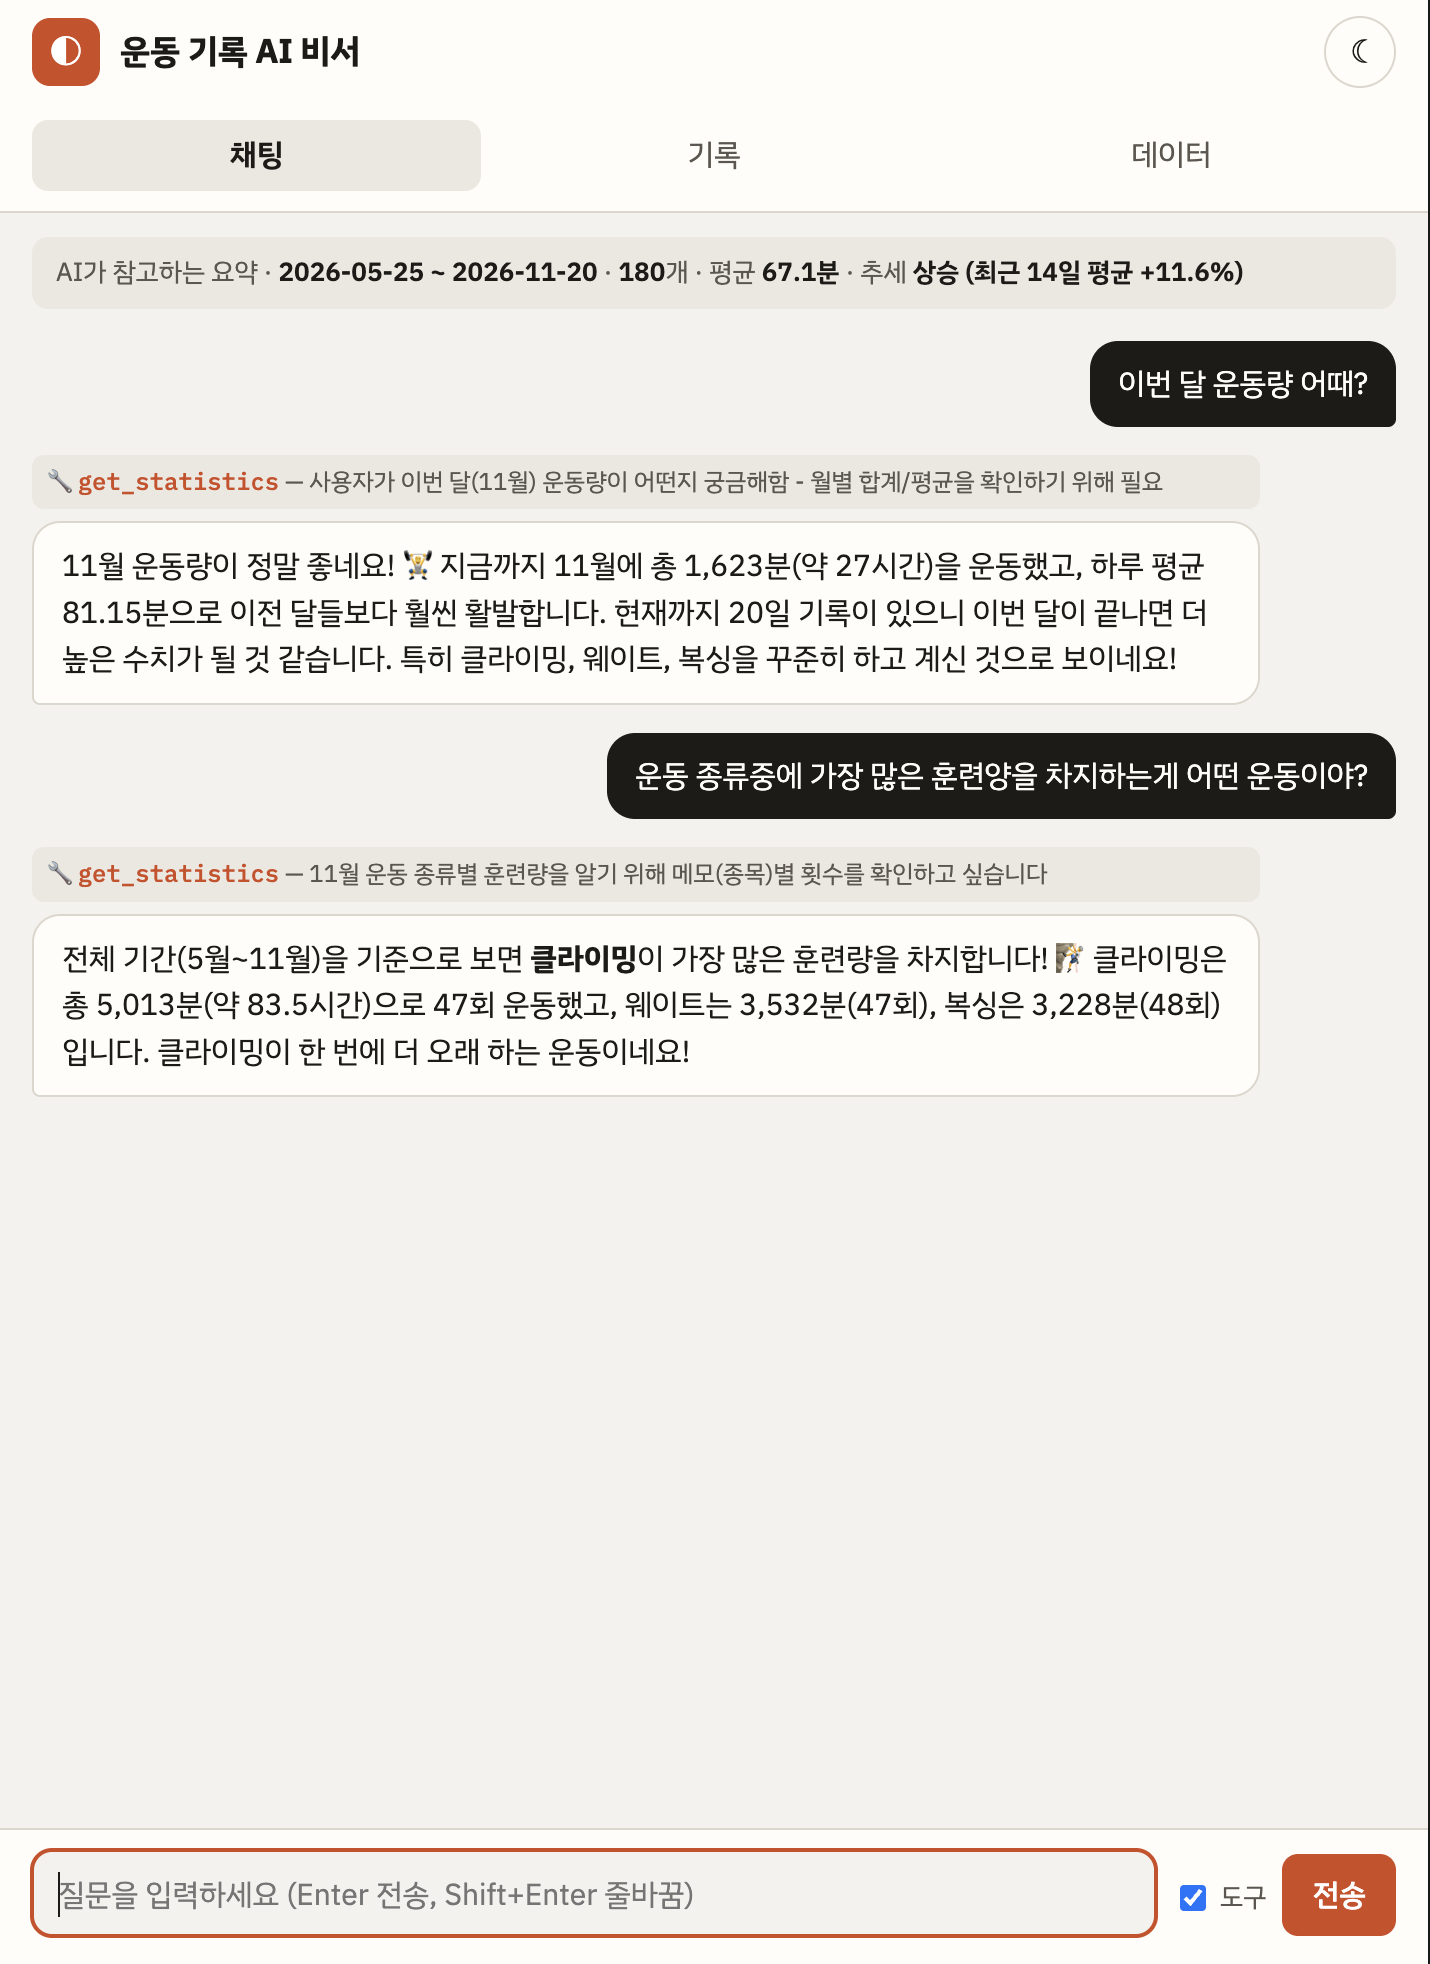 운동 기록 AI 비서
채팅 기록 데이터
AI가 참고하는 요약 · 2026-05-25 ~ 2026-11-20 · 180개 · 평균 67.1분 · 추세 상승 (최근 14일 평균 +11.6%)
이번 달 운동량 어때?
get_statistics — 사용자가 이번 달(11월) 운동량이 어떤지 궁금해함 - 월별 합계/평균을 확인하기 위해 필요
11월 운동량이 정말 좋네요! 🏋️ 지금까지 11월에 총 1,623분(약 27시간)을 운동했고, 하루 평균
81.15분으로 이전 달들보다 훨씬 활발합니다. 현재까지 20일 기록이 있으니 이번 달이 끝나면 더
높은 수치가 될 것 같습니다. 특히 클라이밍, 웨이트, 복싱을 꾸준히 하고 계신 것으로 보이네요!
운동 종류중에 가장 많은 훈련양을 차지하는게 어떤 운동이야?
get_statistics — 11월 운동 종류별 훈련량을 알기 위해 메모(종목)별 횟수를 확인하고 싶습니다
전체 기간(5월~11월)을 기준으로 보면 클라이밍이 가장 많은 훈련량을 차지합니다! 🧗 클라이밍은
총 5,013분(약 83.5시간)으로 47회 운동했고, 웨이트는 3,532분(47회), 복싱은 3,228분(48회)
입니다. 클라이밍이 한 번에 더 오래 하는 운동이네요!
질문을 입력하세요 (Enter 전송, Shift+Enter 줄바꿈) 도구 전송